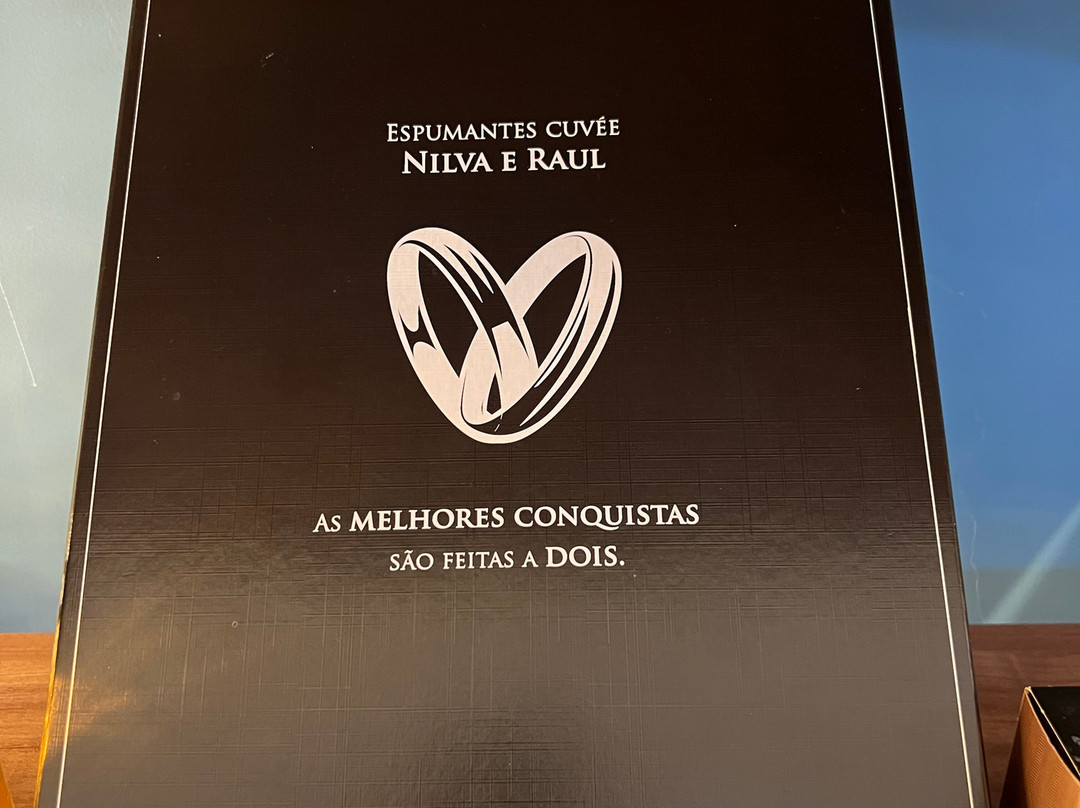 ESPUMANTES CUVÉE
NILVA E RAUL
AS MELHORES CONQUISTAS
SÃO FEITAS A DOIS.